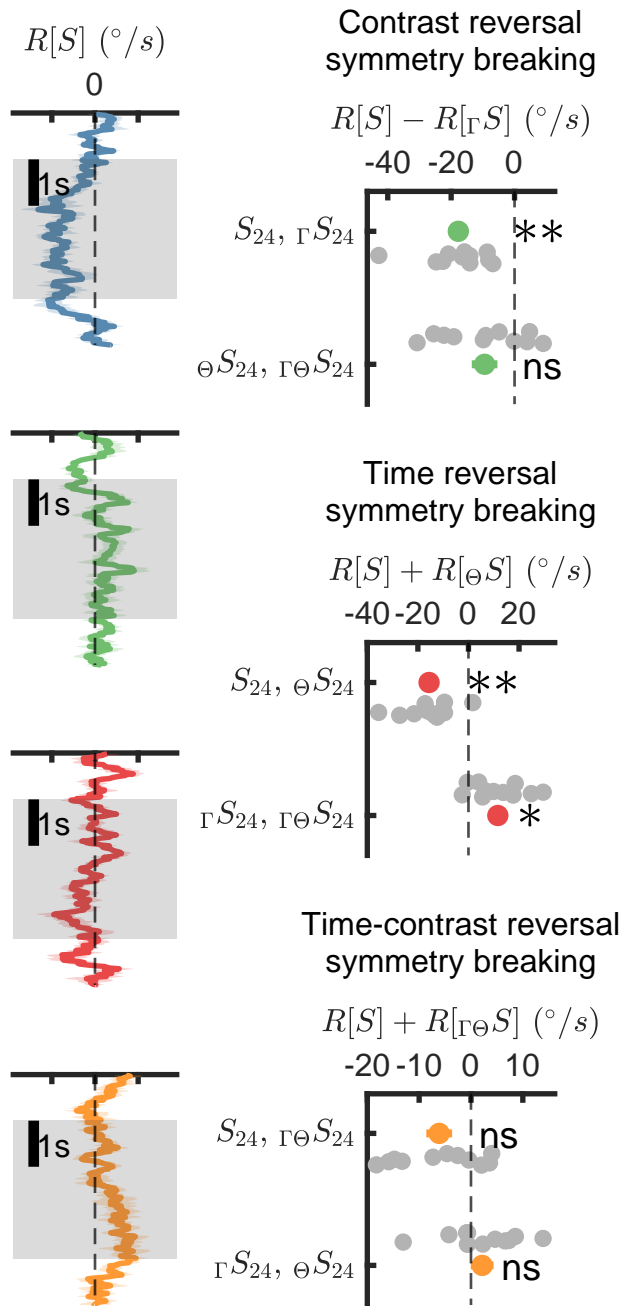 R[S] (°/s)
0
1s
1s
1s
1s
Contrast reversal
symmetry breaking
R[S] − R[ΓS] (°/s)
-40 -20 0
S24, ΓS24
**
ΘS24, ΓΘS24
ns
Time reversal
symmetry breaking
R[S] + R[ΘS] (°/s)
-40 -20 0 20
S24, ΘS24
**
ΓS24, ΓΘS24
*
Time-contrast reversal
symmetry breaking
R[S] + R[ΓΘS] (°/s)
-20 -10 0 10
S24, ΓΘS24
ns
ΓS24, ΘS24
ns